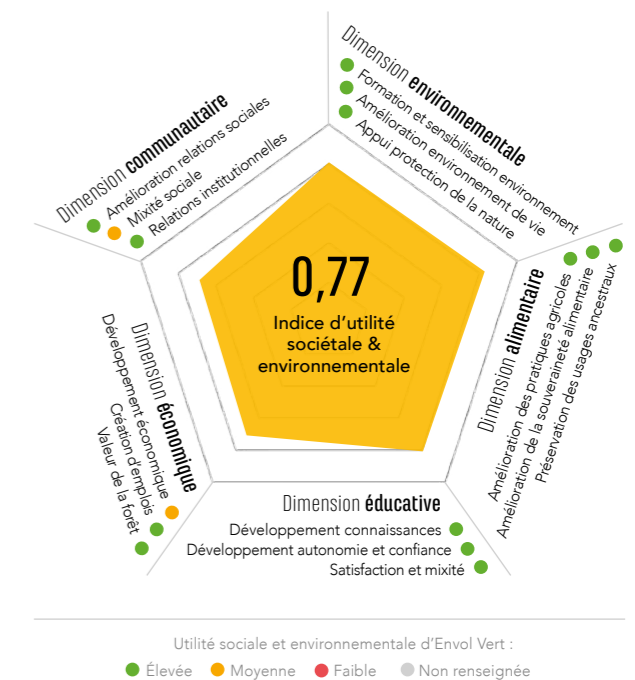 Dimension environnementale
Formation et sensibilisation environnement
Amélioration environnement de vie
Appui protection de la nature
Dimension communautaire
Amélioration relations sociales
Mixité sociale
Relations institutionnelles
0,77
Indice d'utilité
sociétale &
environnementale
Dimension alimentaire
Amélioration des pratiques agricoles
Amélioration de la souveraineté alimentaire
Préservation des usages ancestraux
Dimension économique
Développement économique
Création d'emplois
Valeur de la forêt
Dimension éducative
Développement connaissances
Développement autonomie et confiance
Satisfaction et mixité
Utilité sociale et environnementale d'Envol Vert :
Élevée Moyenne Faible Non renseignée